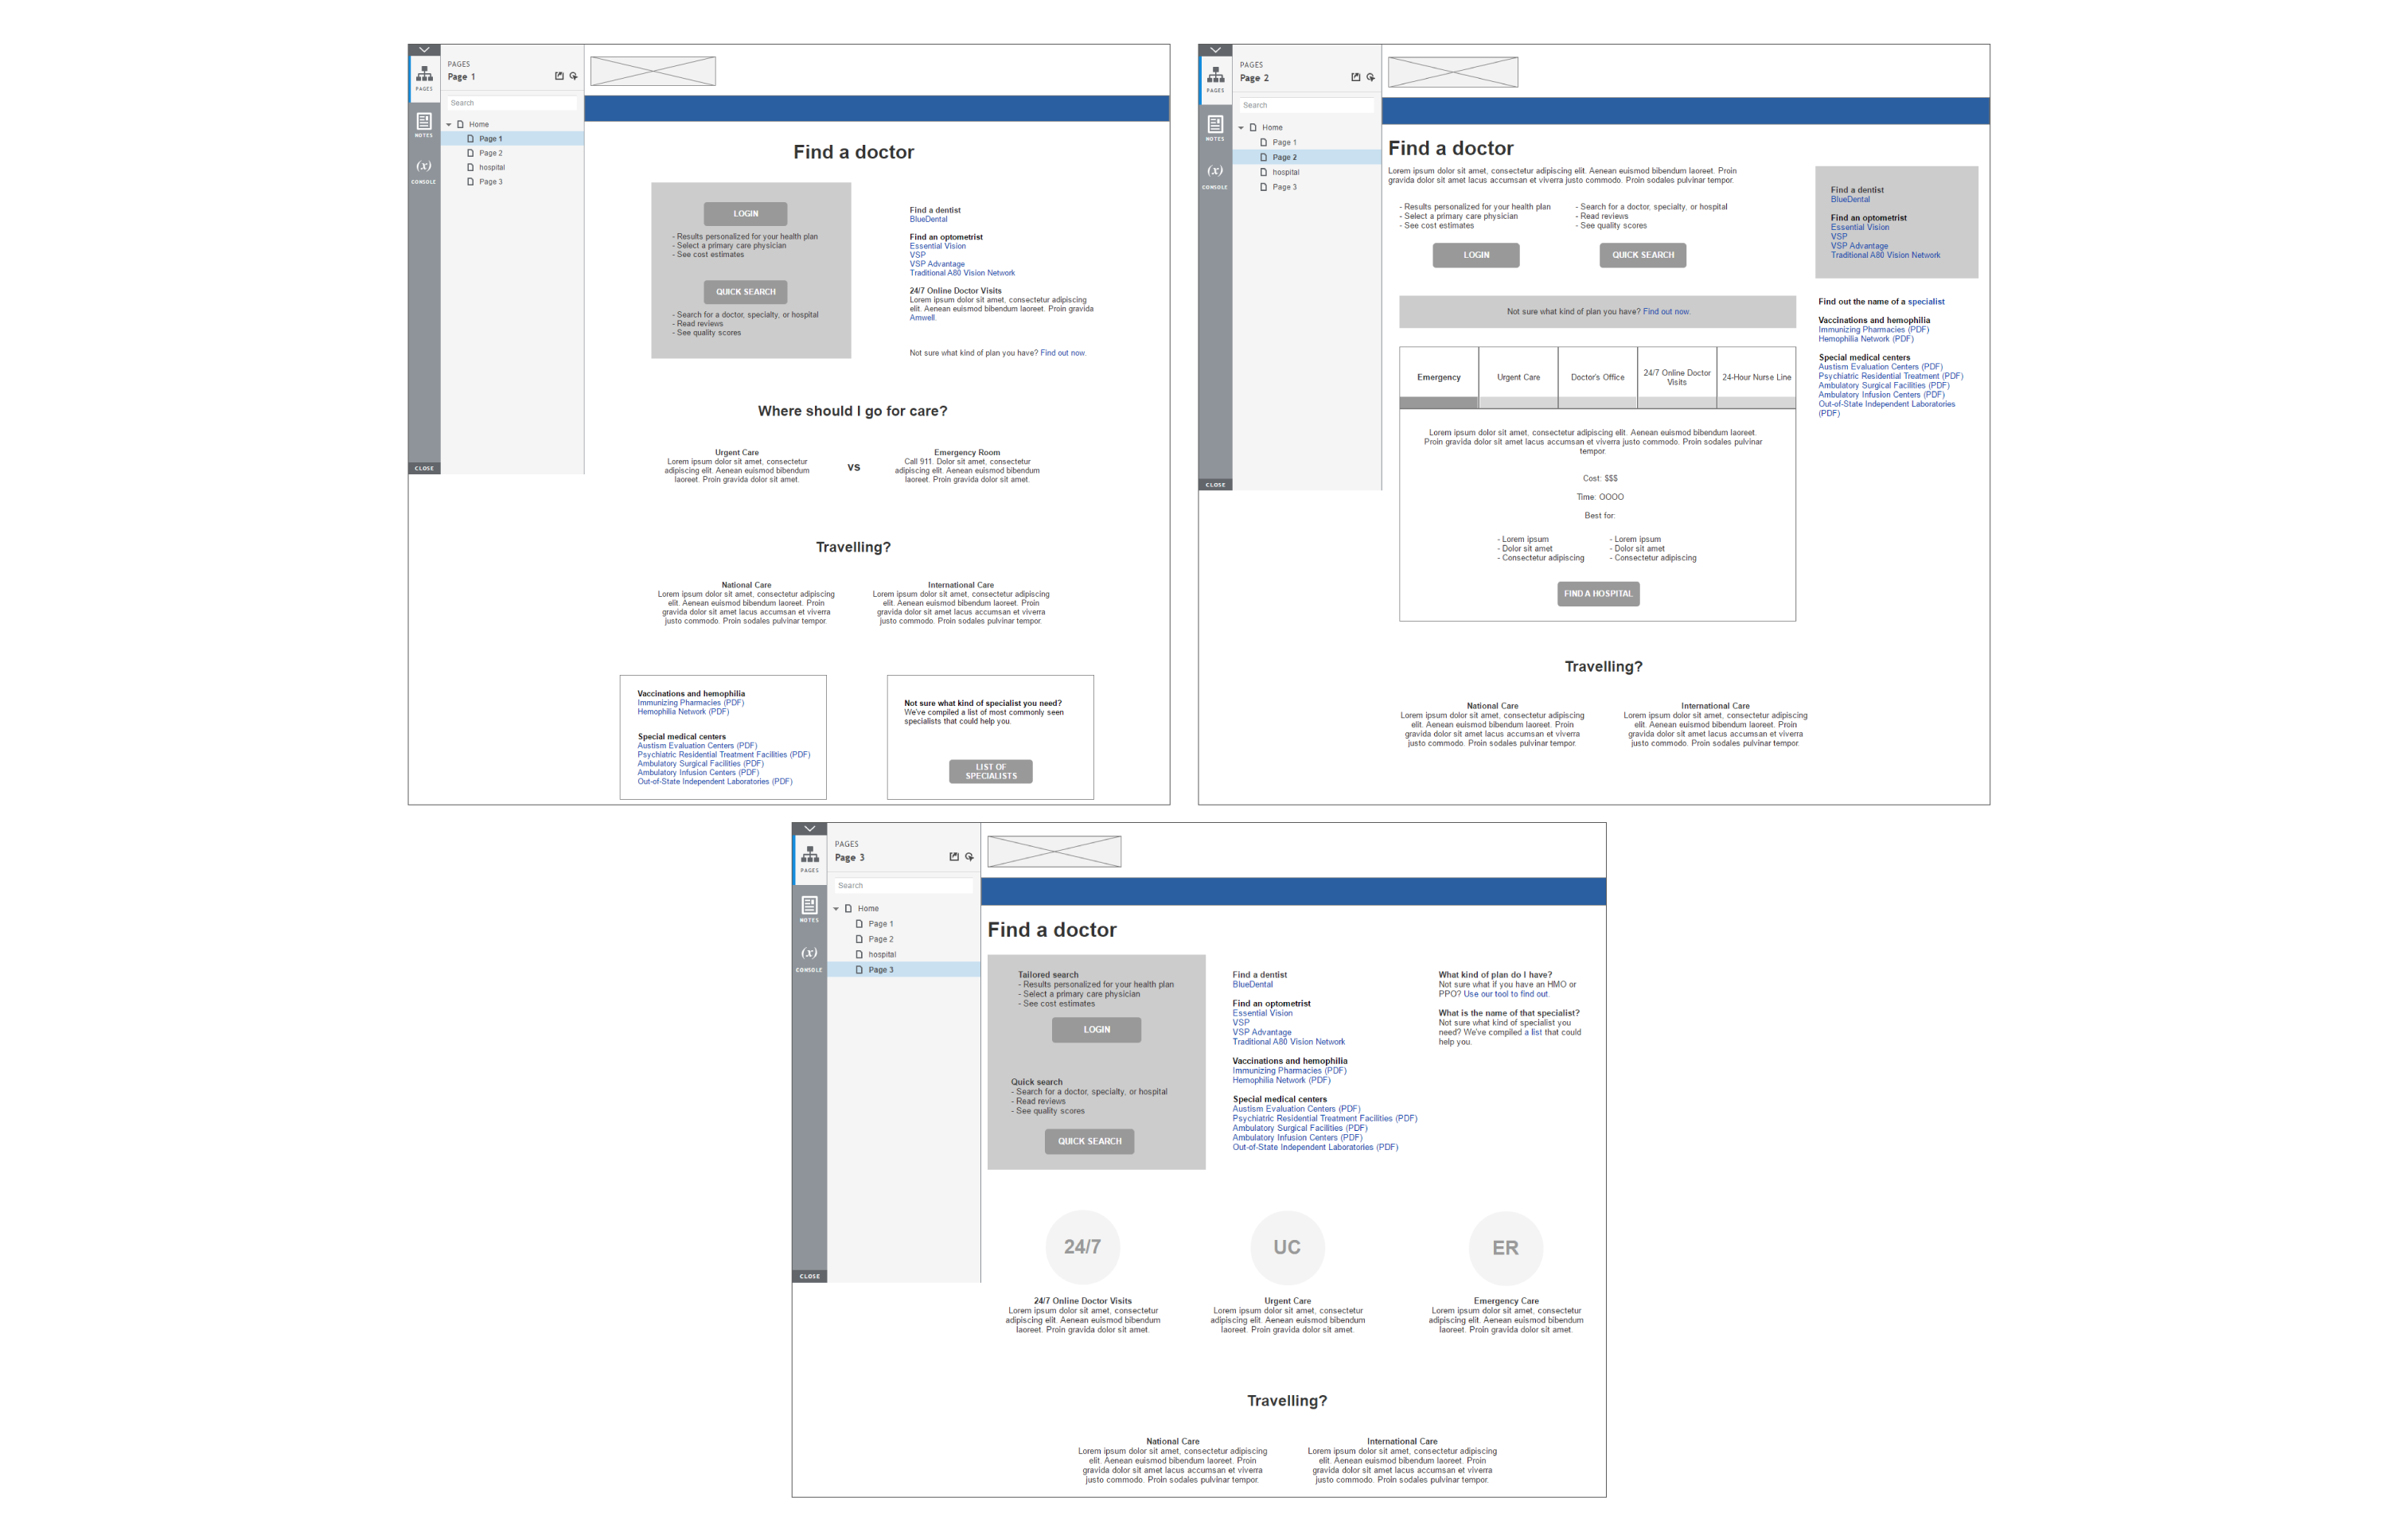 PAGES
Page 1
PAGES
Search
Home
NOTES
Page 1
Page 2
(x)
hospital
CONSOLE
Page 3
CLOSE
Find a doctor
LOGIN
- Results personalized for your health plan
- Select a primary care physician
- See cost estimates
QUICK SEARCH
- Search for a doctor, specialty, or hospital
- Read reviews
- See quality scores
Find a dentist
BlueDental
Find an optometrist
Essential Vision
VSP
VSP Advantage
Traditional A80 Vision Network
24/7 Online Doctor Visits
Lorem ipsum dolor sit amet, consectetur adipiscing
elit. Aenean euismod bibendum laoreet. Proin gravida
Amwell.
Not sure what kind of plan you have? Find out now.
Where should I go for care?
Urgent Care
Lorem ipsum dolor sit amet, consectetur
adipiscing elit. Aenean euismod bibendum
laoreet. Proin gravida dolor sit amet.
VS
Emergency Room
Call 911. Dolor sit amet, consectetur
adipiscing elit. Aenean euismod bibendum
laoreet. Proin gravida dolor sit amet.
Travelling?
National Care
Lorem ipsum dolor sit amet, consectetur adipiscing
elit. Aenean euismod bibendum laoreet. Proin
gravida dolor sit amet lacus accumsan et viverra
justo commodo. Proin sodales pulvinar tempor.
International Care
Lorem ipsum dolor sit amet, consectetur adipiscing
elit. Aenean euismod bibendum laoreet. Proin
gravida dolor sit amet lacus accumsan et viverra
justo commodo. Proin sodales pulvinar tempor.
Vaccinations and hemophilia
Immunizing Pharmacies (PDF)
Hemophilia Network (PDF)
Special medical centers
Austism Evaluation Centers (PDF)
Psychiatric Residential Treatment Facilities (PDF)
Ambulatory Surgical Facilities (PDF)
Ambulatory Infusion Centers (PDF)
Out-of-State Independent Laboratories (PDF)
Not sure what kind of specialist you need?
We've compiled a list of most commonly seen
specialists that could help you.
LIST OF
SPECIALISTS
PAGES
Page 2
PAGES
Search
Home
NOTES
Page 1
Page 2
(x)
hospital
CONSOLE
Page 3
CLOSE
Find a doctor
Lorem ipsum dolor sit amet, consectetur adipiscing elit. Aenean euismod bibendum laoreet. Proin
gravida dolor sit amet lacus accumsan et viverra justo commodo. Proin sodales pulvinar tempor.
- Results personalized for your health plan
- Select a primary care physician
- See cost estimates
LOGIN
- Search for a doctor, specialty, or hospital
- Read reviews
- See quality scores
QUICK SEARCH
Not sure what kind of plan you have? Find out now.
Emergency
Urgent Care
Doctor's Office
24/7 Online Doctor
Visits
24-Hour Nurse Line
Lorem ipsum dolor sit amet, consectetur adipiscing elit. Aenean euismod bibendum laoreet.
Proin gravida dolor sit amet lacus accumsan et viverra justo commodo. Proin sodales pulvinar
tempor.
Cost: $$$
Time: OOOO
Best for:
- Lorem ipsum
- Dolor sit amet
- Consectetur adipiscing
- Lorem ipsum
- Dolor sit amet
- Consectetur adipiscing
FIND A HOSPITAL
Travelling?
National Care
Lorem ipsum dolor sit amet, consectetur adipiscing
elit. Aenean euismod bibendum laoreet. Proin
gravida dolor sit amet lacus accumsan et viverra
justo commodo. Proin sodales pulvinar tempor.
International Care
Lorem ipsum dolor sit amet, consectetur adipiscing
elit. Aenean euismod bibendum laoreet. Proin
gravida dolor sit amet lacus accumsan et viverra
justo commodo. Proin sodales pulvinar tempor.
Find a dentist
BlueDental
Find an optometrist
Essential Vision
VSP
VSP Advantage
Traditional A80 Vision Network
Find out the name of a specialist
Vaccinations and hemophilia
Immunizing Pharmacies (PDF)
Hemophilia Network (PDF)
Special medical centers
Austism Evaluation Centers (PDF)
Psychiatric Residential Treatment (PDF)
Ambulatory Surgical Facilities (PDF)
Ambulatory Infusion Centers (PDF)
Out-of-State Independent Laboratories
(PDF)
PAGES
Page 3
PAGES
Search
Home
NOTES
Page 1
Page 2
(x)
hospital
CONSOLE
Page 3
CLOSE
Find a doctor
Tailored search
- Results personalized for your health plan
- Select a primary care physician
- See cost estimates
LOGIN
Quick search
- Search for a doctor, specialty, or hospital
- Read reviews
- See quality scores
QUICK SEARCH
Find a dentist
BlueDental
Find an optometrist
Essential Vision
VSP
VSP Advantage
Traditional A80 Vision Network
Vaccinations and hemophilia
Immunizing Pharmacies (PDF)
Hemophilia Network (PDF)
Special medical centers
Austism Evaluation Centers (PDF)
Psychiatric Residential Treatment Facilities (PDF)
Ambulatory Surgical Facilities (PDF)
Ambulatory Infusion Centers (PDF)
Out-of-State Independent Laboratories (PDF)
What kind of plan do I have?
Not sure what if you have an HMO or
PPO? Use our tool to find out.
What is the name of that specialist?
Not sure what kind of specialist you
need? We've compiled a list that could
help you.
24/7
24/7 Online Doctor Visits
Lorem ipsum dolor sit amet, consectetur
adipiscing elit. Aenean euismod bibendum
laoreet. Proin gravida dolor sit amet.
UC
Urgent Care
Lorem ipsum dolor sit amet, consectetur
adipiscing elit. Aenean euismod bibendum
laoreet. Proin gravida dolor sit amet.
ER
Emergency Care
Lorem ipsum dolor sit amet, consectetur
adipiscing elit. Aenean euismod bibendum
laoreet. Proin gravida dolor sit amet.
Travelling?
National Care
Lorem ipsum dolor sit amet, consectetur adipiscing
elit. Aenean euismod bibendum laoreet. Proin
gravida dolor sit amet lacus accumsan et viverra
justo commodo. Proin sodales pulvinar tempor.
International Care
Lorem ipsum dolor sit amet, consectetur adipiscing
elit. Aenean euismod bibendum laoreet. Proin
gravida dolor sit amet lacus accumsan et viverra
justo commodo. Proin sodales pulvinar tempor.